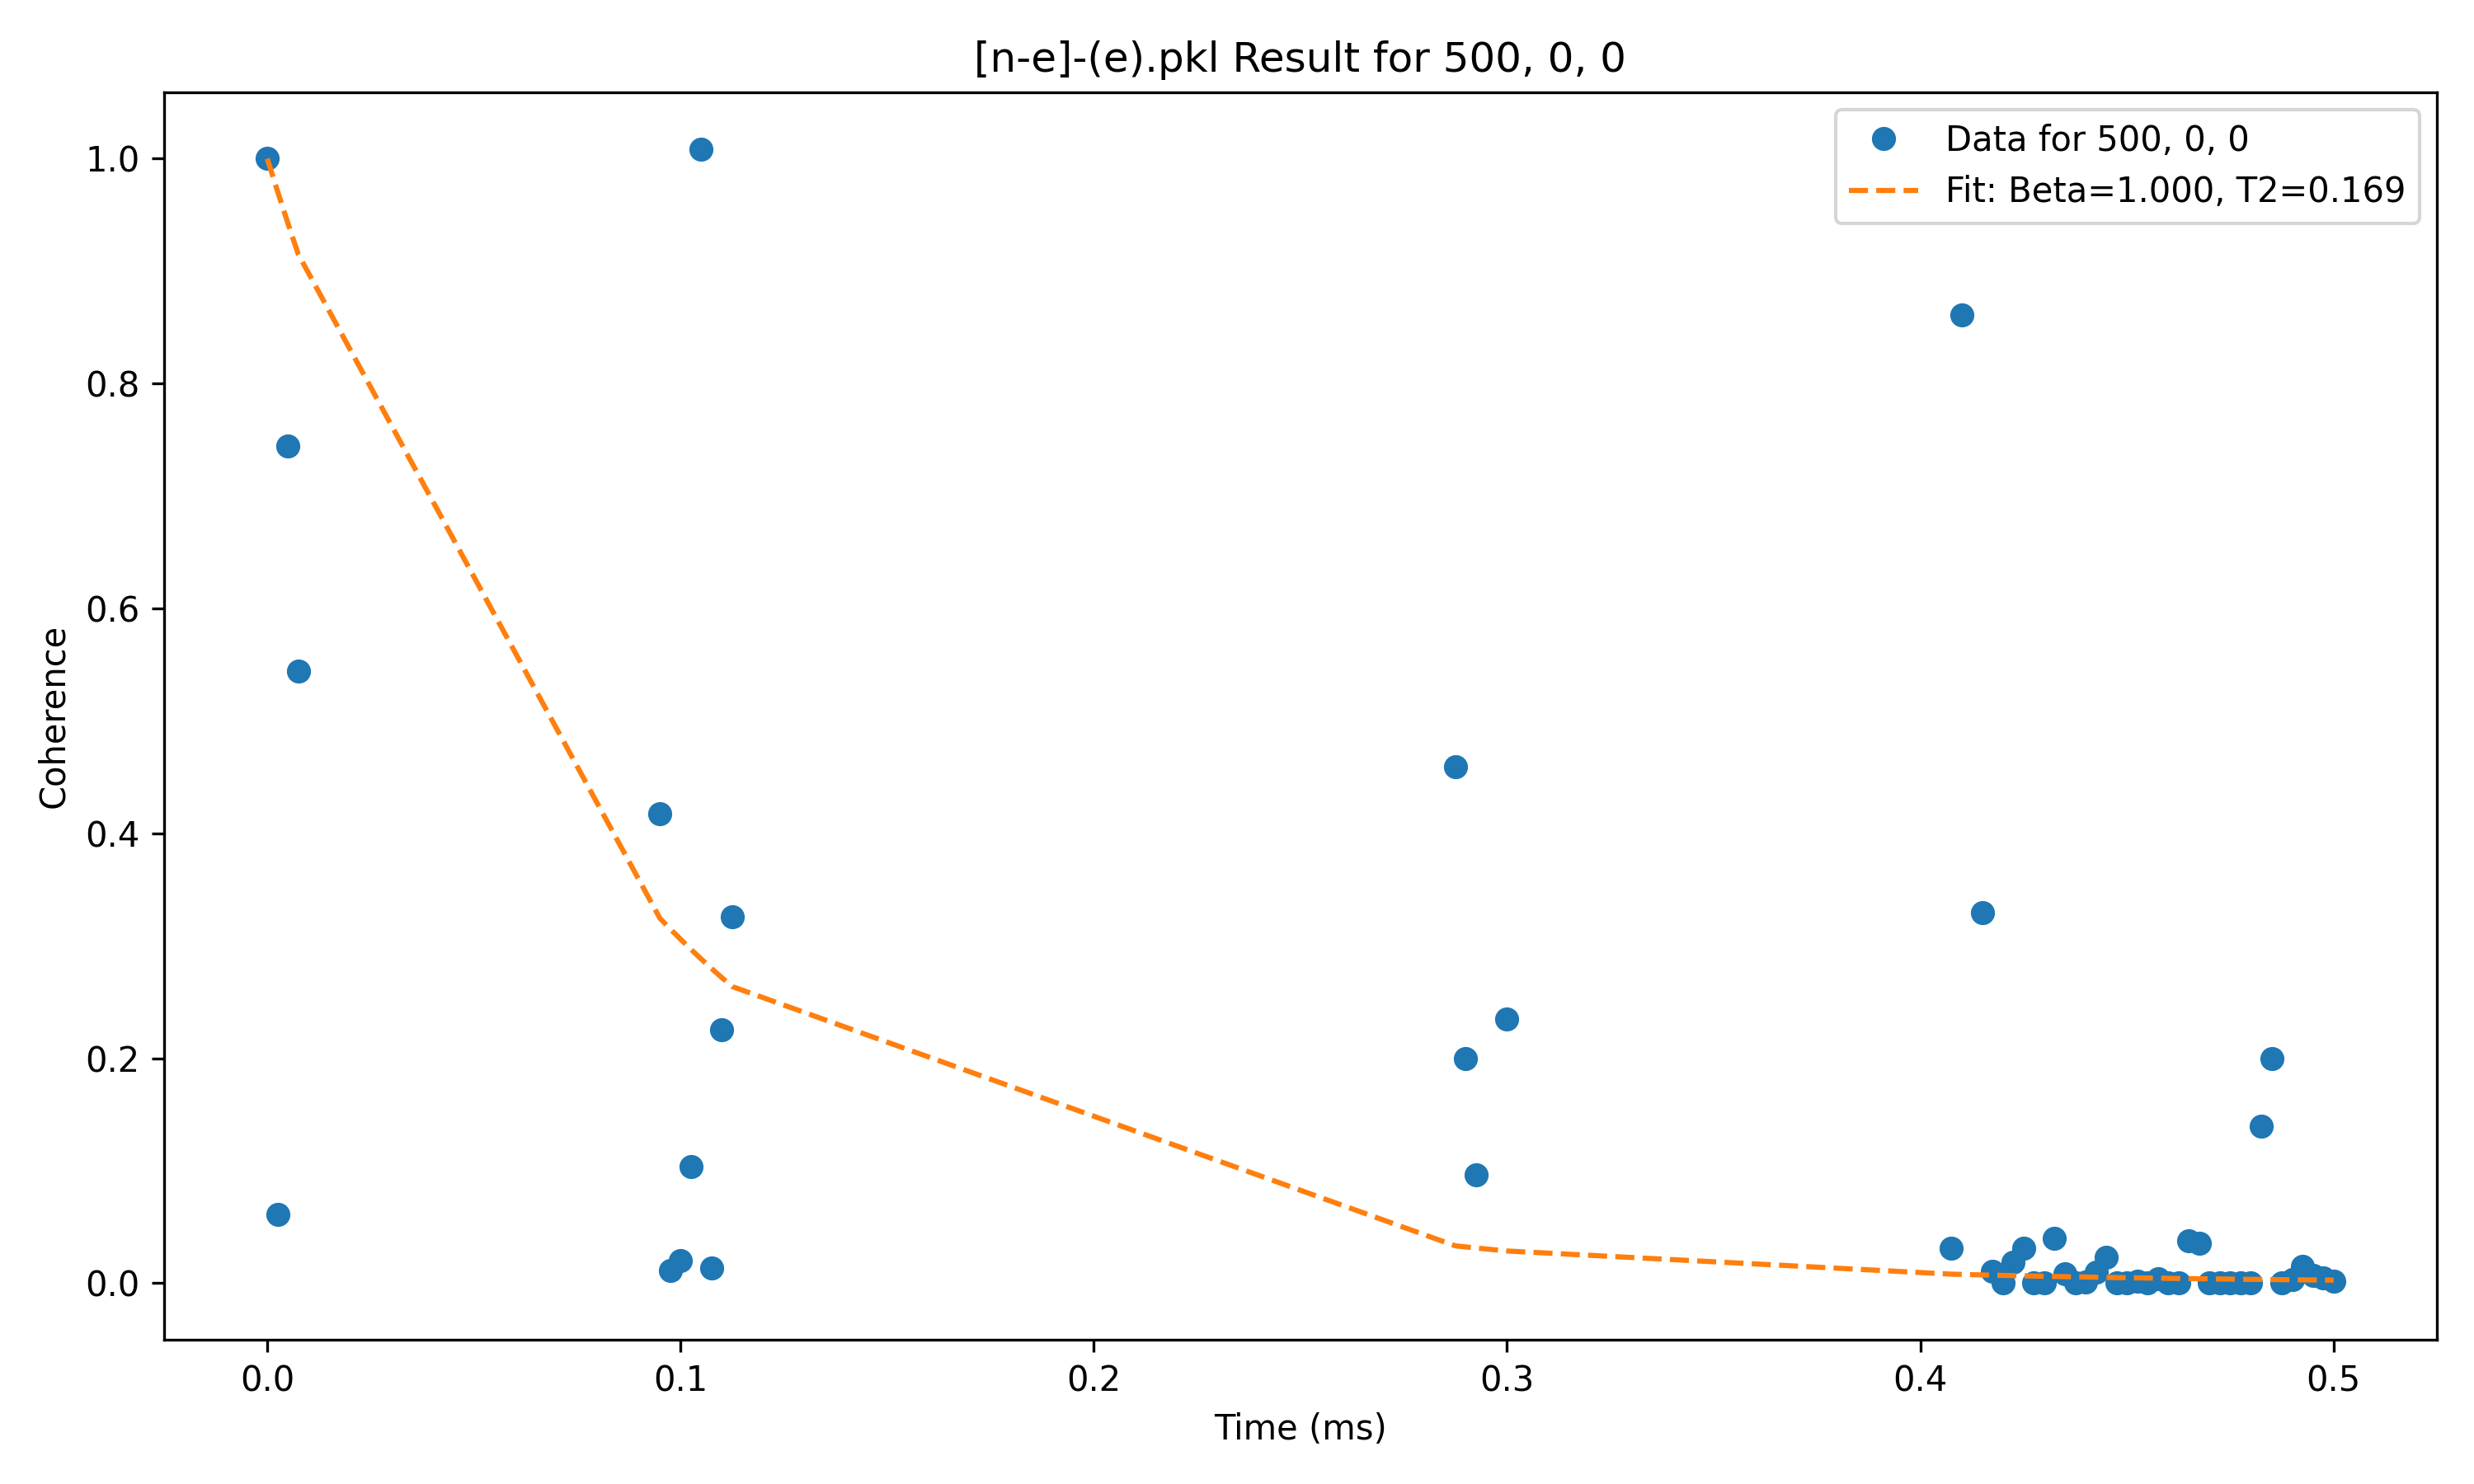 [n-e]-(e).pkl Result for 500, 0, 0
Data for 500, 0, 0
Fit: Beta=1.000, T2=0.169
Coherence
1.0
0.8
0.6
0.4
0.2
0.0
0.0 0.1 0.2 0.3 0.4 0.5
Time (ms)